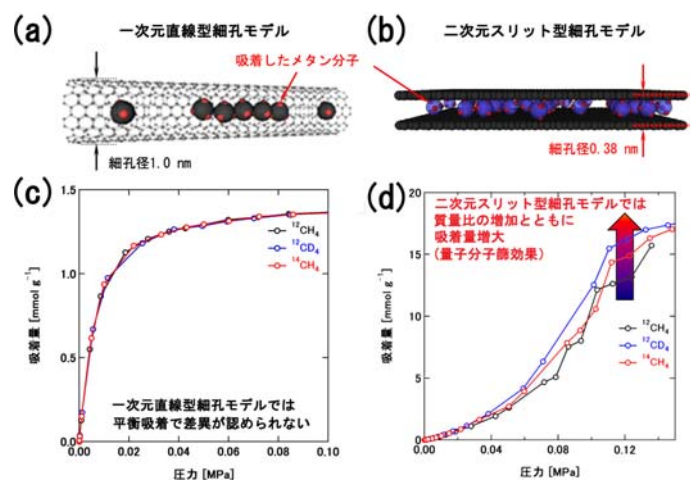 (a)
一次元直線型細孔モデル
(b)
二次元スリット型細孔モデル
吸着したメタン分子
細孔径1.0 nm
細孔径0.38 nm
(c)
1.5
1.0
0.5
0.0
吸着量 [mmol g⁻¹]
¹²CH₄
¹²CD₄
¹⁴CH₄
一次元直線型細孔モデルでは
平衡吸着で差異が認められない
0.00
0.02
0.04
0.06
0.08
0.10
圧力 [MPa]
(d)
20
15
10
5
0
吸着量 [mmol g⁻¹]
二次元スリット型細孔モデルでは
質量比の増加とともに
吸着量増大
(量子分子篩効果)
¹²CH₄
¹²CD₄
¹⁴CH₄
0.00
0.04
0.08
0.12
圧力 [MPa]